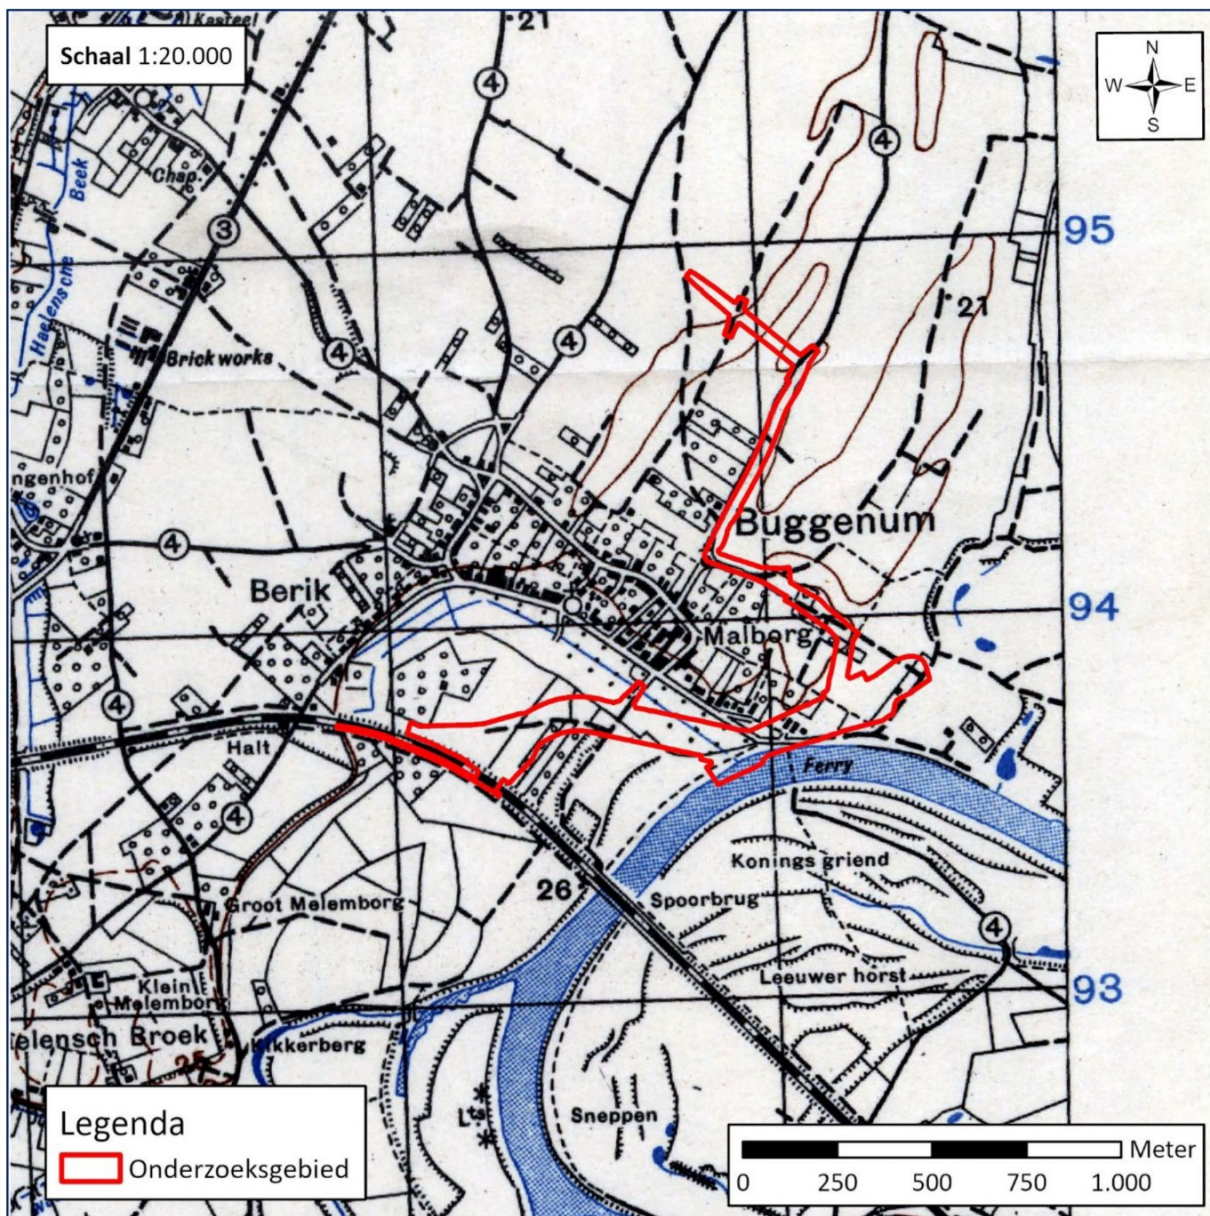 Kasteel
21
Schaal 1:20.000
N
W E
S
4
4
Chap.
Beek
3
95
Haelensche
21
4
4
Brick works
ngenhof
Buggenum
4
Berik
94
Malborg
4
Halt
Ferry
4
Konings griend
26
Spoorbrug
Groot Melemborg
4
Leeuwer horst
Klein
Melemborg
93
elensch Broek
Kikkerberg
25
Lts
Sneppen
Legenda
Onderzoeksgebied
Meter
0 250 500 750 1.000